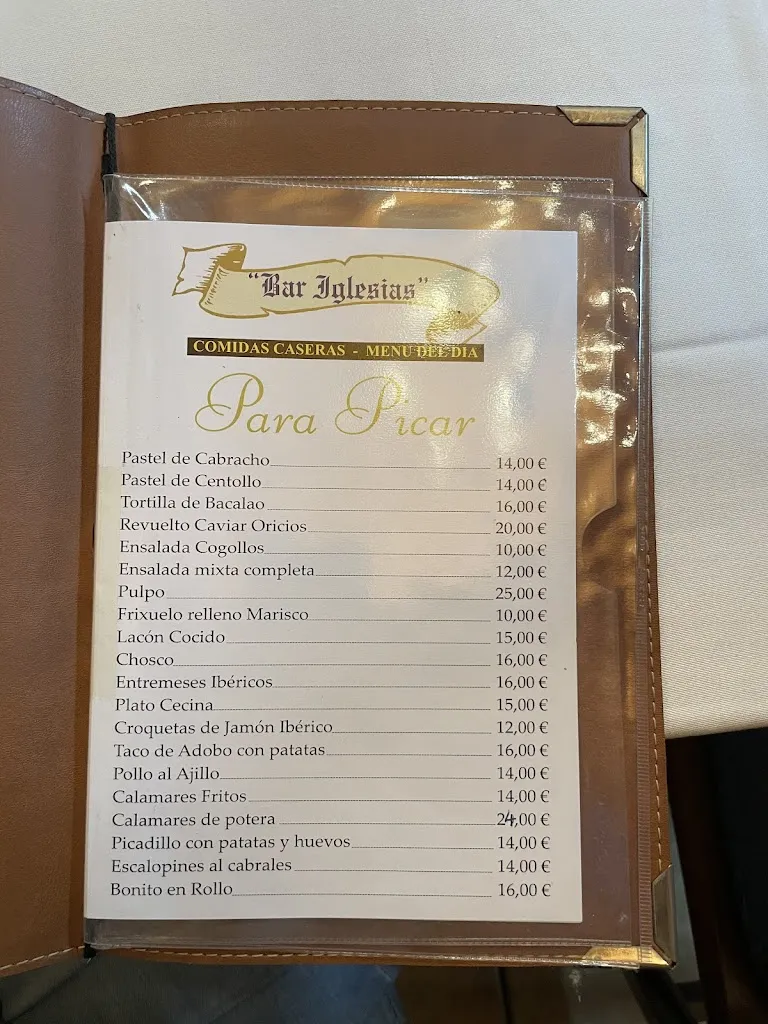 "Bar Iglesias"
COMIDAS CASERAS - MENU DEL DIA
Para Picar
Pastel de Cabracho 14,00 €
Pastel de Centollo 14,00 €
Tortilla de Bacalao 16,00 €
Revuelto Caviar Oricios 20,00 €
Ensalada Cogollos 10,00 €
Ensalada mixta completa 12,00 €
Pulpo 25,00 €
Frixuelo relleno Marisco 10,00 €
Lacón Cocido 15,00 €
Chosco 16,00 €
Entremeses Ibéricos 16,00 €
Plato Cecina 15,00 €
Croquetas de Jamón Ibérico 12,00 €
Taco de Adobo con patatas 16,00 €
Pollo al Ajillo 14,00 €
Calamares Fritos 14,00 €
Calamares de potera 24,00 €
Picadillo con patatas y huevos 14,00 €
Escalopines al cabrales 14,00 €
Bonito en Rollo 16,00 €